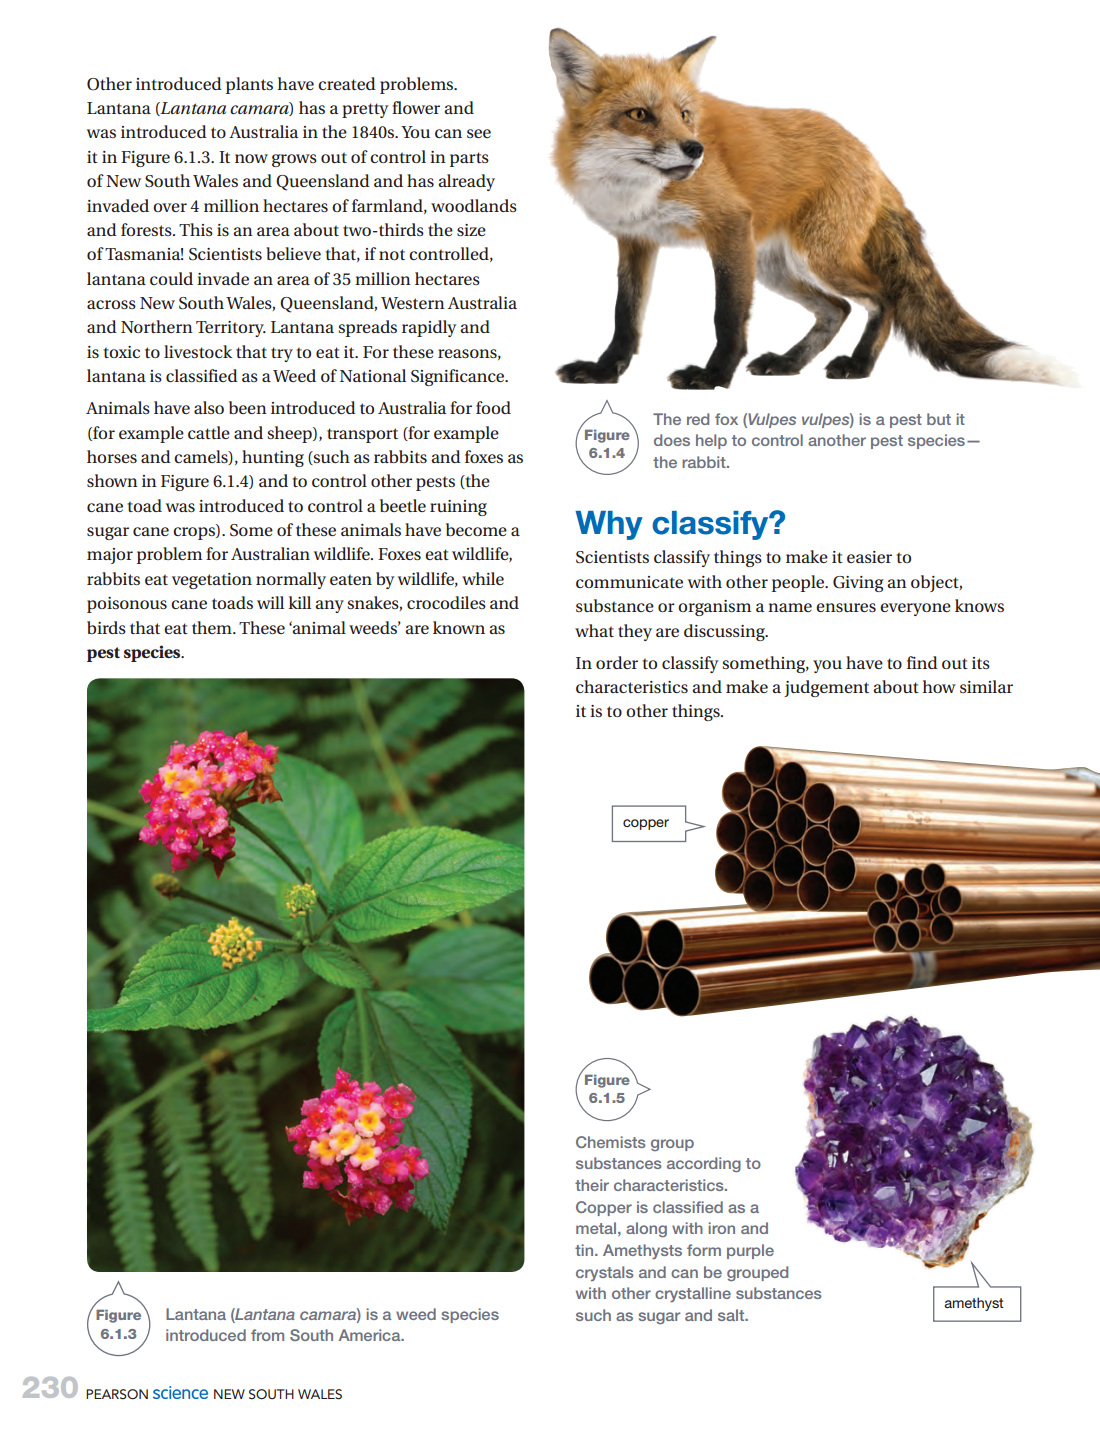 Other introduced plants have created problems.
Lantana (Lantana camara) has a pretty flower and
was introduced to Australia in the 1840s. You can see
it in Figure 6.1.3. It now grows out of control in parts
of New South Wales and Queensland and has already
invaded over 4 million hectares of farmland, woodlands
and forests. This is an area about two-thirds the size
of Tasmania! Scientists believe that, if not controlled,
lantana could invade an area of 35 million hectares
across New South Wales, Queensland, Western Australia
and Northern Territory. Lantana spreads rapidly and
is toxic to livestock that try to eat it. For these reasons,
lantana is classified as a Weed of National Significance.
Animals have also been introduced to Australia for food
(for example cattle and sheep), transport (for example
horses and camels), hunting (such as rabbits and foxes as
shown in Figure 6.1.4) and to control other pests (the
cane toad was introduced to control a beetle ruining
sugar cane crops). Some of these animals have become a
major problem for Australian wildlife. Foxes eat wildlife,
rabbits eat vegetation normally eaten by wildlife, while
poisonous cane toads will kill any snakes, crocodiles and
birds that eat them. These ‘animal weeds’ are known as
pest species.
Figure
6.1.3
Lantana (Lantana camara) is a weed species
introduced from South America.
Figure
6.1.4
The red fox (Vulpes vulpes) is a pest but it
does help to control another pest species—
the rabbit.
Why classify?
Scientists classify things to make it easier to
communicate with other people. Giving an object,
substance or organism a name ensures everyone knows
what they are discussing.
In order to classify something, you have to find out its
characteristics and make a judgement about how similar
it is to other things.
copper
Figure
6.1.5
Chemists group
substances according to
their characteristics.
Copper is classified as a
metal, along with iron and
tin. Amethysts form purple
crystals and can be grouped
with other crystalline substances
such as sugar and salt.
amethyst
230 PEARSON science NEW SOUTH WALES